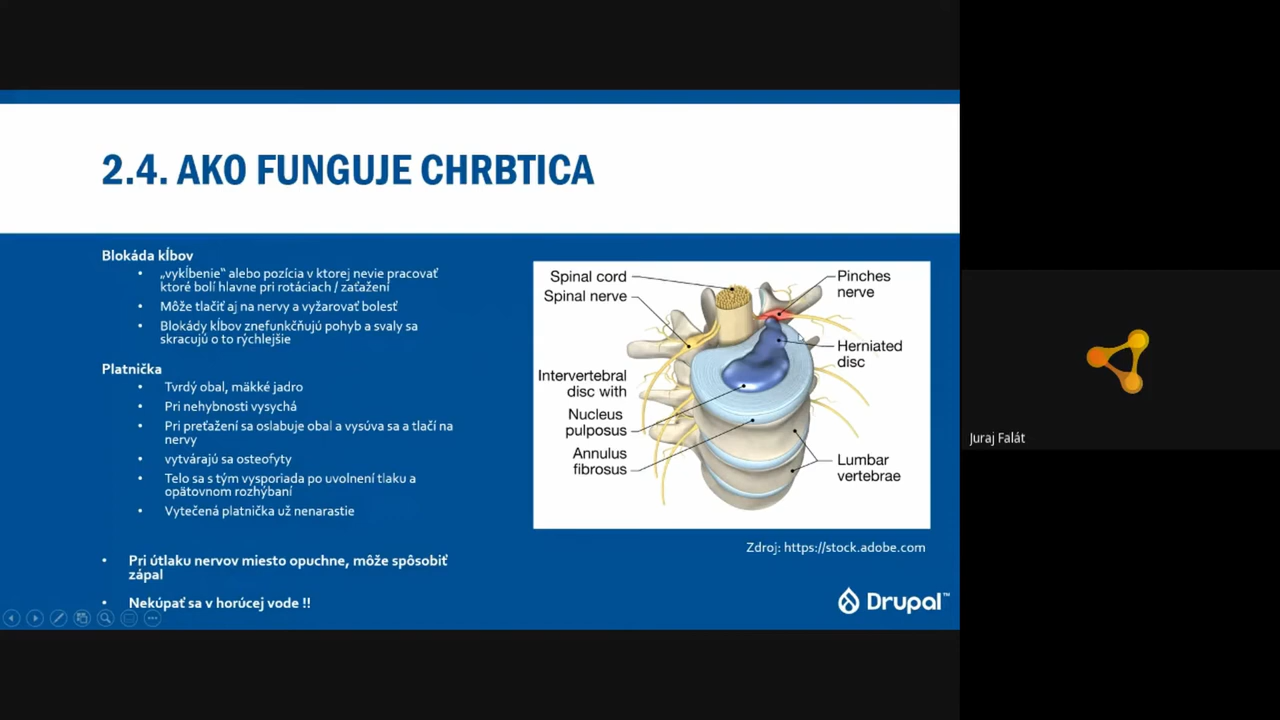 2.4. AKO FUNGUJE CHRBTICA
Blokáda kĺbov
• „vykĺbenie“ alebo pozícia v ktorej nevie pracovať
ktoré bolí hlavne pri rotáciach / zaťažení
• Môže tlačiť aj na nervy a vyžarovať bolesť
• Blokády kĺbov znefunkčňujú pohyb a svaly sa
skracujú o to rýchlejšie
Platnička
• Tvrdý obal, mäkké jadro
• Pri nehybnosti vysychá
• Pri preťažení sa oslabuje obal a vysúva sa a tlačí na
nervy
• vytvárajú sa osteofyty
• Telo sa s tým vysporiada po uvolnení tlaku a
opätovnom rozhýbaní
• Vytečená platnička už nenarastie
• Pri útlaku nervov miesto opuchne, môže spôsobiť
zápal
• Nekúpať sa v horúcej vode !!
Spinal cord
Spinal nerve
Intervertebral
disc with
Nucleus
pulposus
Annulus
fibrosus
Pinches
nerve
Herniated
disc
Lumbar
vertebrae
Zdroj: https://stock.adobe.com
Drupal™
Juraj Falát